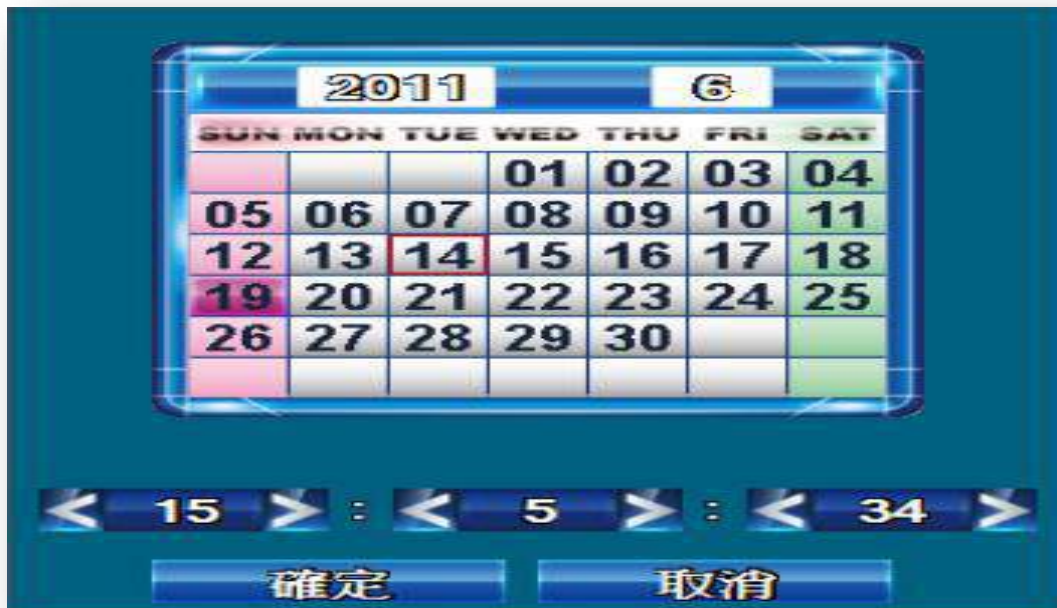 2011 6
SUN MON TUE WED THU FRI SAT
01 02 03 04
05 06 07 08 09 10 11
12 13 14 15 16 17 18
19 20 21 22 23 24 25
26 27 28 29 30
< 15 > : < 5 > : < 34 >
確定 取消